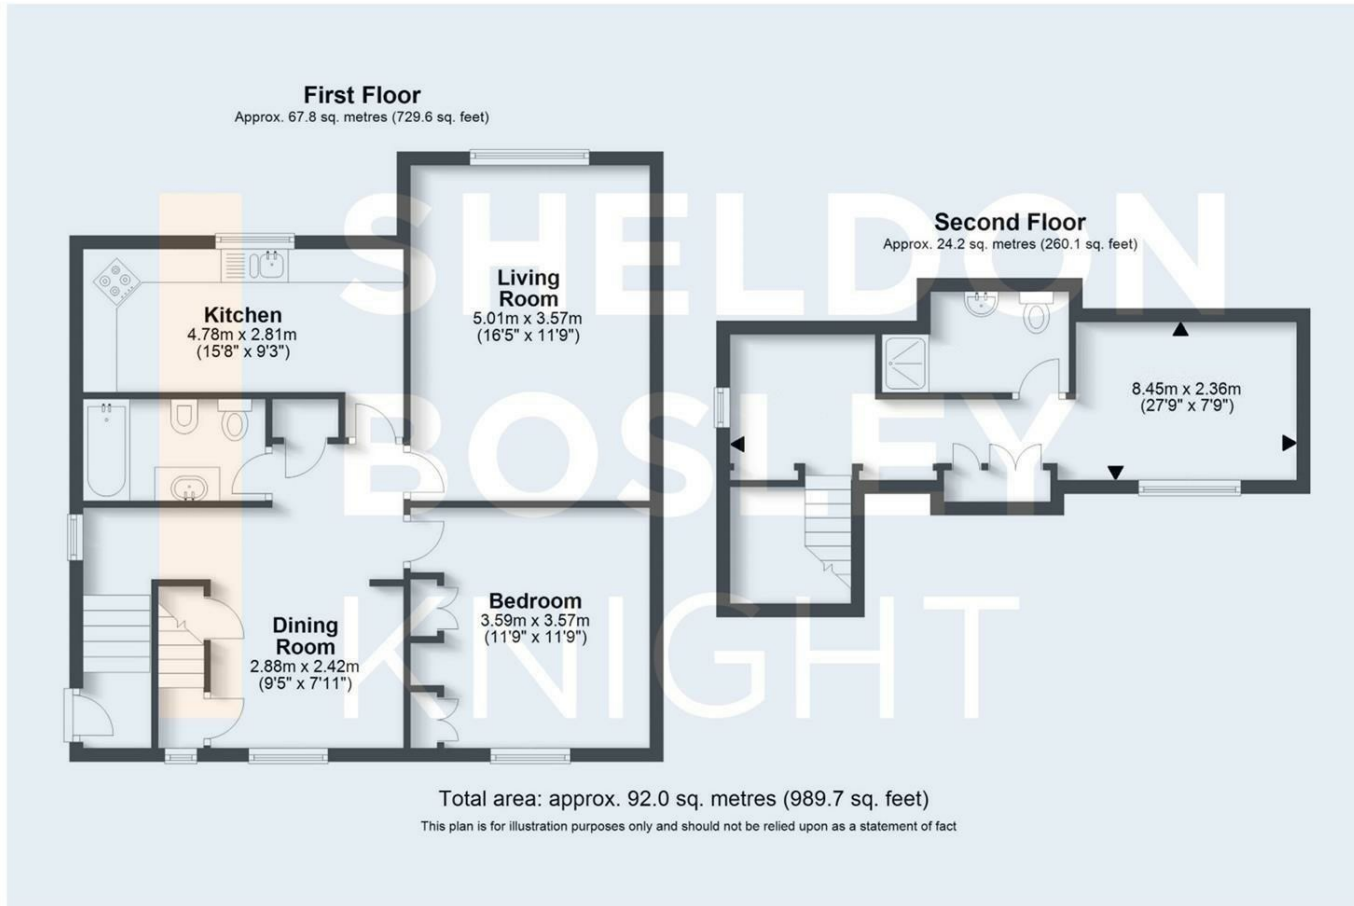 First Floor
Approx. 67.8 sq. metres (729.6 sq. feet)
Second Floor
Approx. 24.2 sq. metres (260.1 sq. feet)
Living
Room
5.01m x 3.57m
(16'5" x 11'9")
Kitchen
4.78m x 2.81m
(15'8" x 9'3")
8.45m x 2.36m
(27'9" x 7'9")
Bedroom
3.59m x 3.57m
(11'9" x 11'9")
Dining
Room
2.88m x 2.42m
(9'5" x 7'11")
SHELDON
BOSLEY
KNIGHT
Total area: approx. 92.0 sq. metres (989.7 sq. feet)
This plan is for illustration purposes only and should not be relied upon as a statement of fact